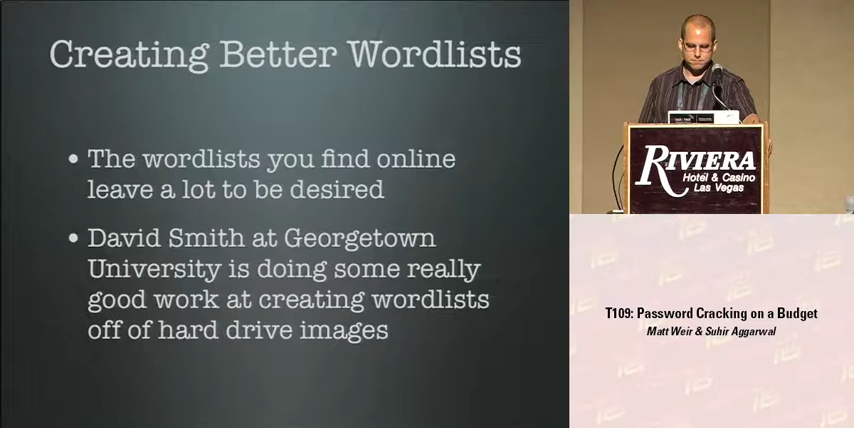 Creating Better Wordlists
• The wordlists you find online
leave a lot to be desired
• David Smith at Georgetown
University is doing some really
good work at creating wordlists
off of hard drive images
RIVIERA
Hotel & Casino
Las Vegas
T109: Password Cracking on a Budget
Matt Weir & Suhir Aggarwal